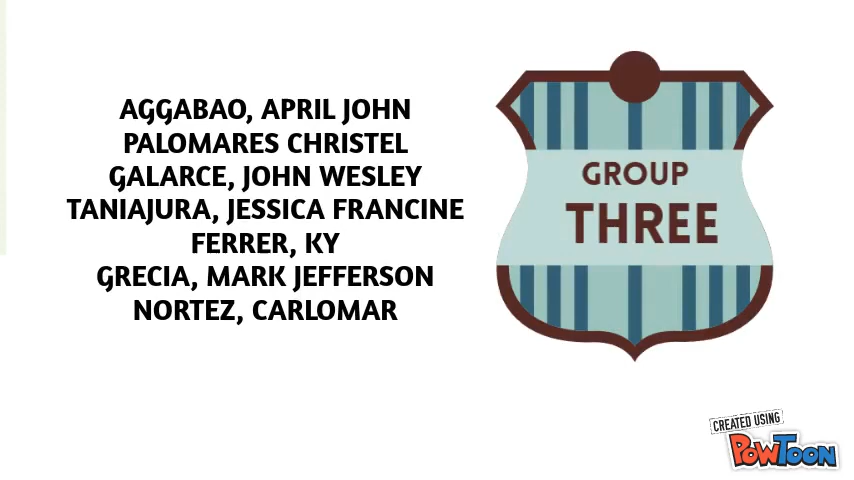 AGGABAO, APRIL JOHN
PALOMARES CHRISTEL
GALARCE, JOHN WESLEY
TANIAJURA, JESSICA FRANCINE
FERRER, KY
GRECIA, MARK JEFFERSON
NORTEZ, CARLOMAR
GROUP
THREE
CREATED USING
POWTOON